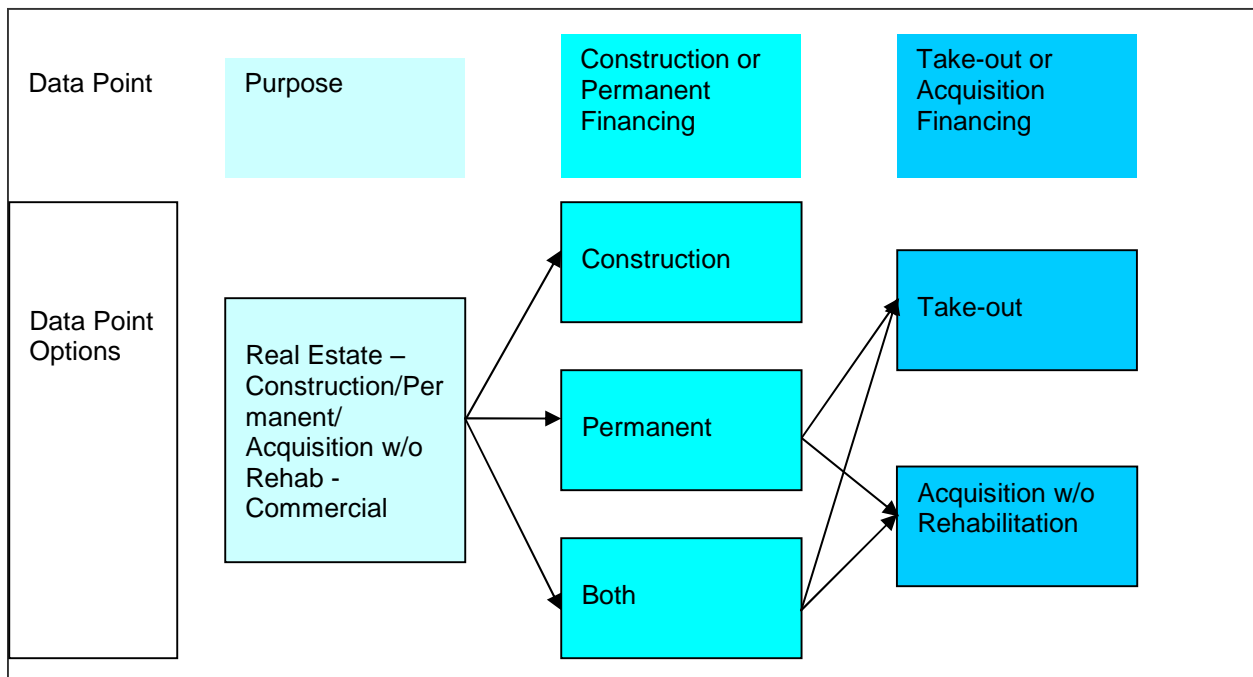 Data Point
Purpose
Construction or
Permanent
Financing
Take-out or
Acquisition
Financing
Data Point
Options
Real Estate –
Construction/Per
manent/
Acquisition w/o
Rehab -
Commercial
Construction
Permanent
Both
Take-out
Acquisition w/o
Rehabilitation